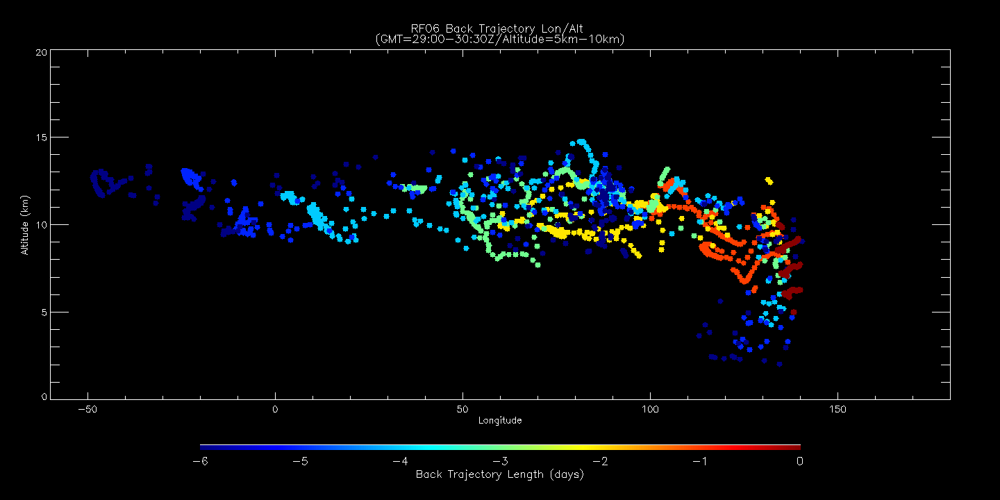 RF06 Back Trajectory Lon/Alt
(GMT=29:00-30:30Z/Altitude=5km-10km)
20
15
10
5
0
Altitude (km)
-50 0 50 100 150
Longitude
-6 -5 -4 -3 -2 -1 0
Back Trajectory Length (days)